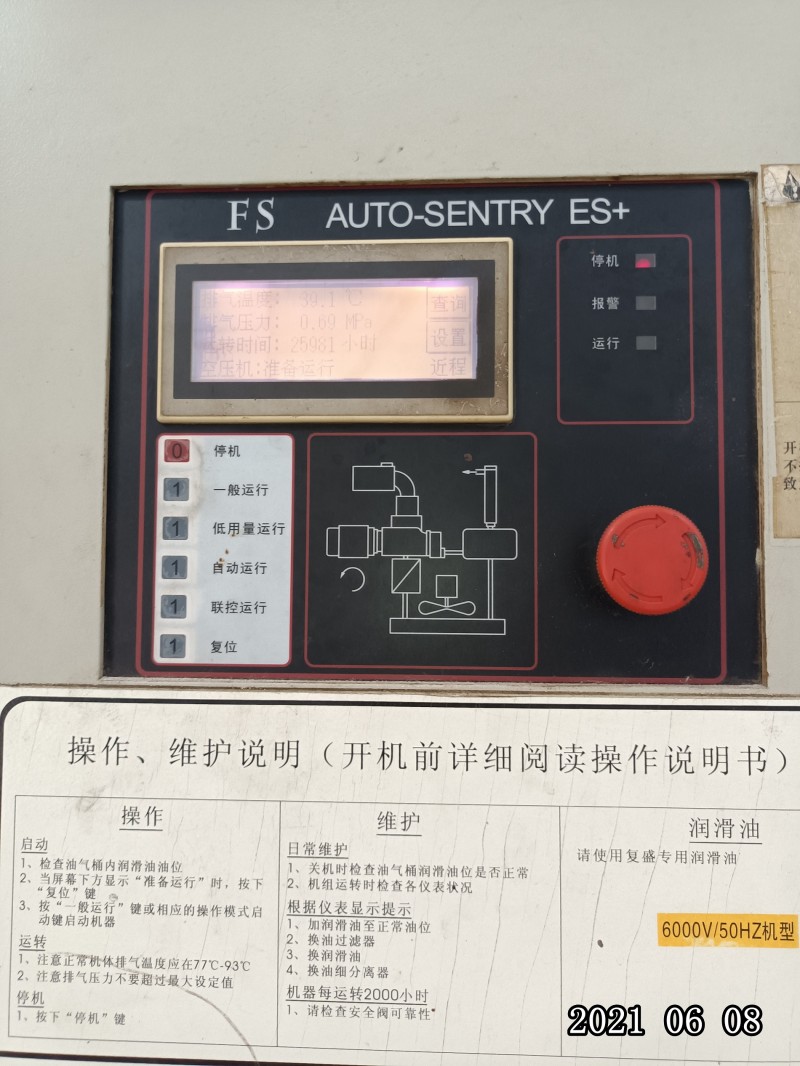 FS AUTO-SENTRY ES+
排气温度: 39.1 ℃
查询
排气压力: 0.69 MPa
设置
运转时间: 25981 小时
空压机:准备运行
近程
停机
报警
运行
0 停机
1 一般运行
1 低用量运行
1 自动运行
1 联控运行
1 复位
开
不
致
操作、维护说明（开机前详细阅读操作说明书）
操作
启动
1、检查油气桶内润滑油油位
2、当屏幕下方显示“准备运行”时，按下
“复位”键
3、按“一般运行”键或相应的操作模式启
动键启动机器
运转
1、注意正常机体排气温度应在77℃-93℃
2、注意排气压力不要超过最大设定值
停机
1、按下“停机”键
维护
日常维护
1、关机时检查油气桶润滑油位是否正常
2、机组运转时检查各仪表状况
根据仪表显示提示
1、加润滑油至正常油位
2、换油过滤器
3、换润滑油
4、换油细分离器
机器每运转2000小时
1、请检查安全阀可靠性
润滑油
请使用复盛专用润滑油
6000V/50HZ机型
2021 06 08